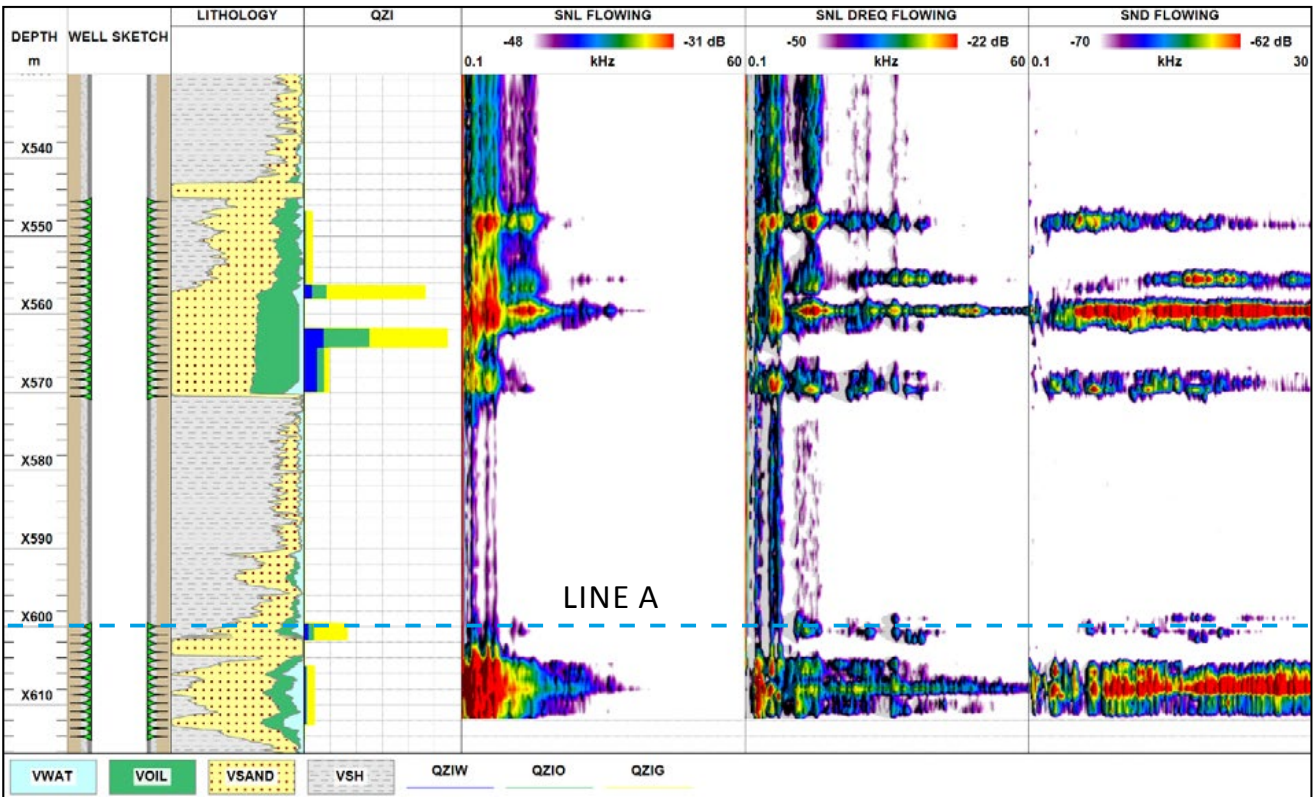 LITHOLOGY QZI SNL FLOWING SNL DREQ FLOWING SND FLOWING
DEPTH WELL SKETCH -48 -31 dB -50 -22 dB -70 -62 dB
m 0.1 kHz 60 0.1 kHz 60 0.1 kHz 30
X540
X550
X560
X570
X580
X590
LINE A
X600
X610
VWAT VOIL VSAND VSH QZIW QZIO QZIG